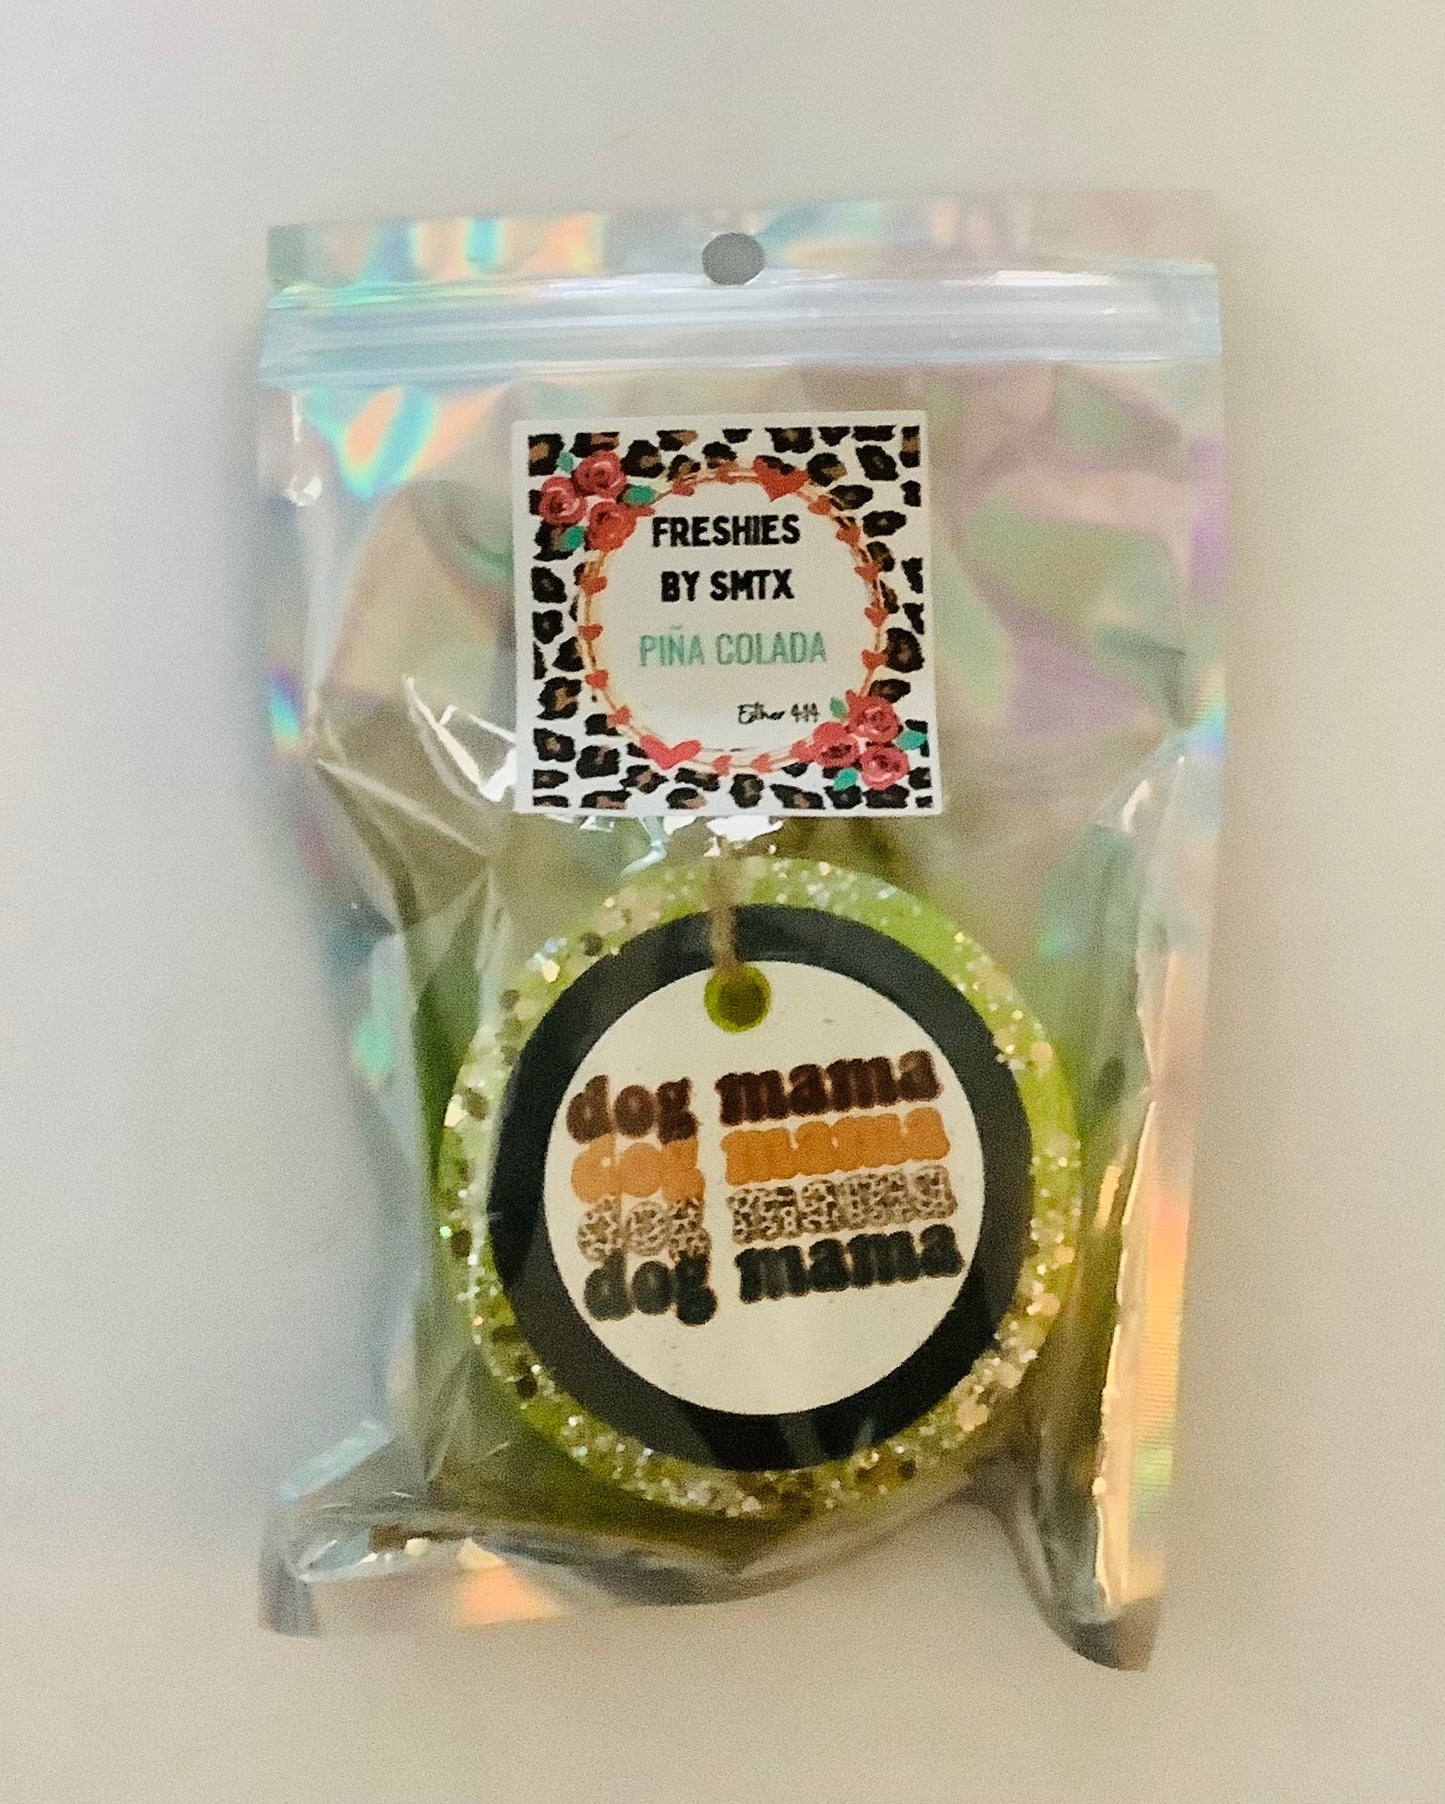 FRESHIES
BY SMTX
PIÑA COLADA
Esther 4:14
dog mama
dog mama
dog mama
dog mama